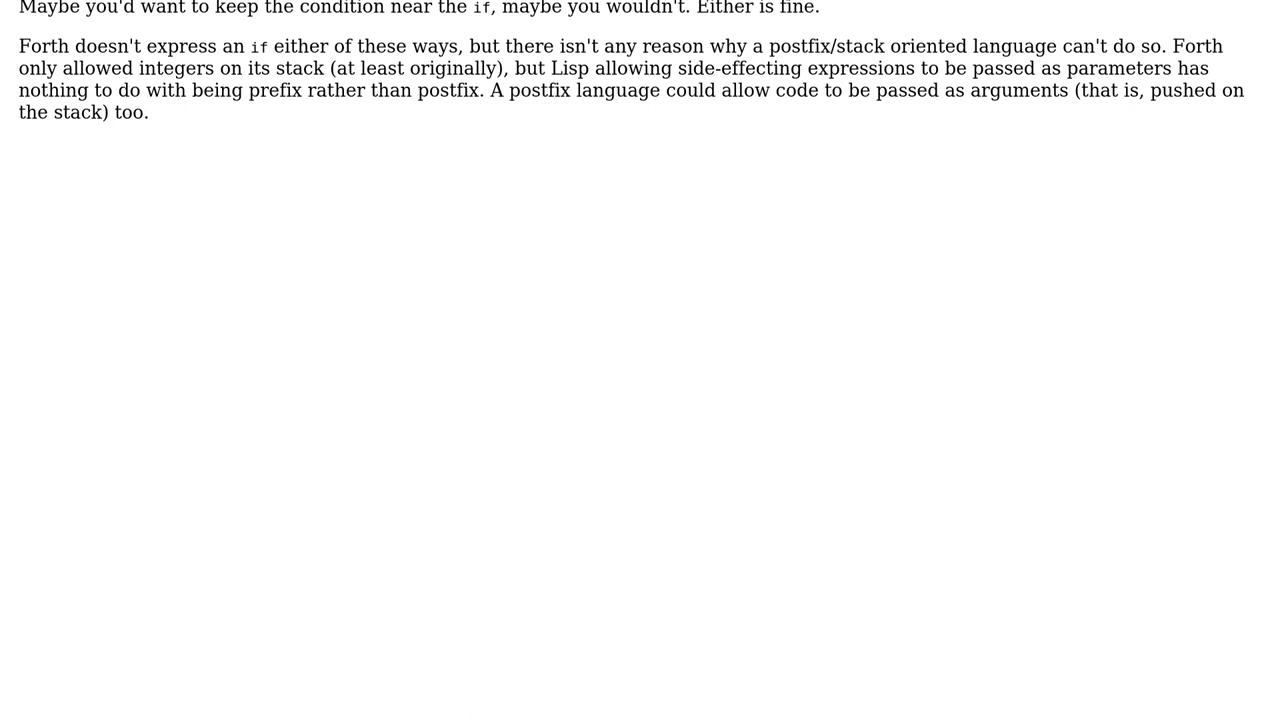 Maybe you'd want to keep the condition near the if, maybe you wouldn't. Either is fine.
Forth doesn't express an if either of these ways, but there isn't any reason why a postfix/stack oriented language can't do so. Forth
only allowed integers on its stack (at least originally), but Lisp allowing side-effecting expressions to be passed as parameters has
nothing to do with being prefix rather than postfix. A postfix language could allow code to be passed as arguments (that is, pushed on
the stack) too.